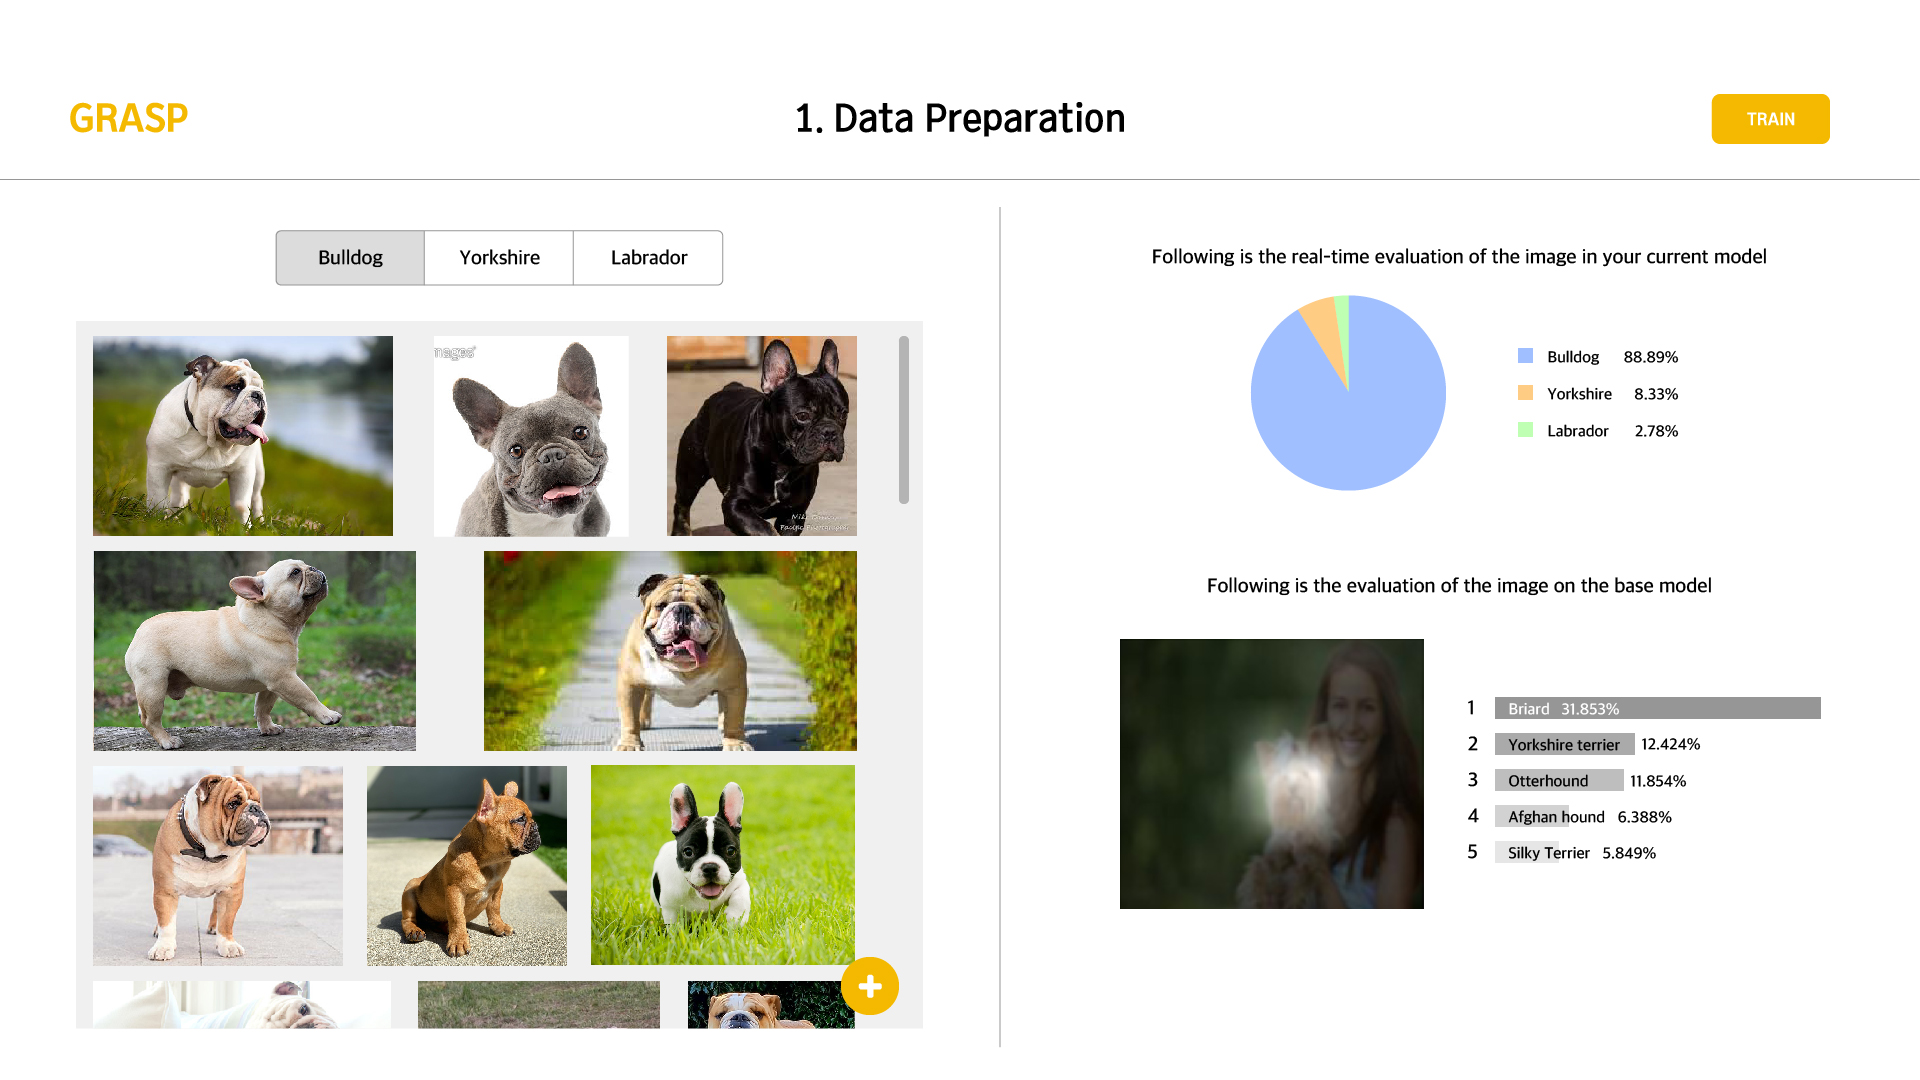 GRASP
1. Data Preparation
TRAIN
Bulldog
Yorkshire
Labrador
Following is the real-time evaluation of the image in your current model
Bulldog 88.89%
Yorkshire 8.33%
Labrador 2.78%
Following is the evaluation of the image on the base model
1 Briard 31.853%
2 Yorkshire terrier 12.424%
3 Otterhound 11.854%
4 Afghan hound 6.388%
5 Silky Terrier 5.849%